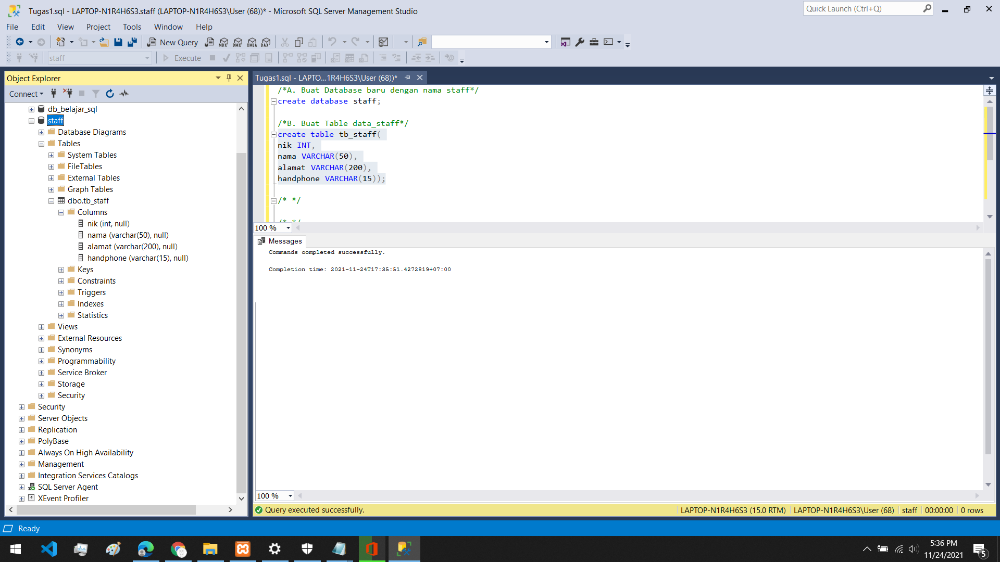 Tugas1.sql - LAPTOP-N1R4H6S3.staff (LAPTOP-N1R4H6S3\User (68))* - Microsoft SQL Server Management Studio
Quick Launch (Ctrl+Q)
File Edit View Project Tools Window Help
New Query MDX DMX XMLA DAX
staff Execute
Object Explorer
Connect
db_belajar_sql
staff
Database Diagrams
Tables
System Tables
FileTables
External Tables
Graph Tables
dbo.tb_staff
Columns
nik (int, null)
nama (varchar(50), null)
alamat (varchar(200), null)
handphone (varchar(15), null)
Keys
Constraints
Triggers
Indexes
Statistics
Views
External Resources
Synonyms
Programmability
Service Broker
Storage
Security
Security
Server Objects
Replication
PolyBase
Always On High Availability
Management
Integration Services Catalogs
SQL Server Agent
XEvent Profiler
Tugas1.sql - LAPTO...1R4H6S3\User (68))*
/*A. Buat Database baru dengan nama staff*/
create database staff;
/*B. Buat Table data_staff*/
create table tb_staff(
nik INT,
nama VARCHAR(50),
alamat VARCHAR(200),
handphone VARCHAR(15));
/* */
/* */
100 %
Messages
Commands completed successfully.
Completion time: 2021-11-24T17:35:51.4272819+07:00
100 %
Query executed successfully. LAPTOP-N1R4H6S3 (15.0 RTM) LAPTOP-N1R4H6S3\User (68) staff 00:00:00 0 rows
Ready
5:36 PM
11/24/2021
5